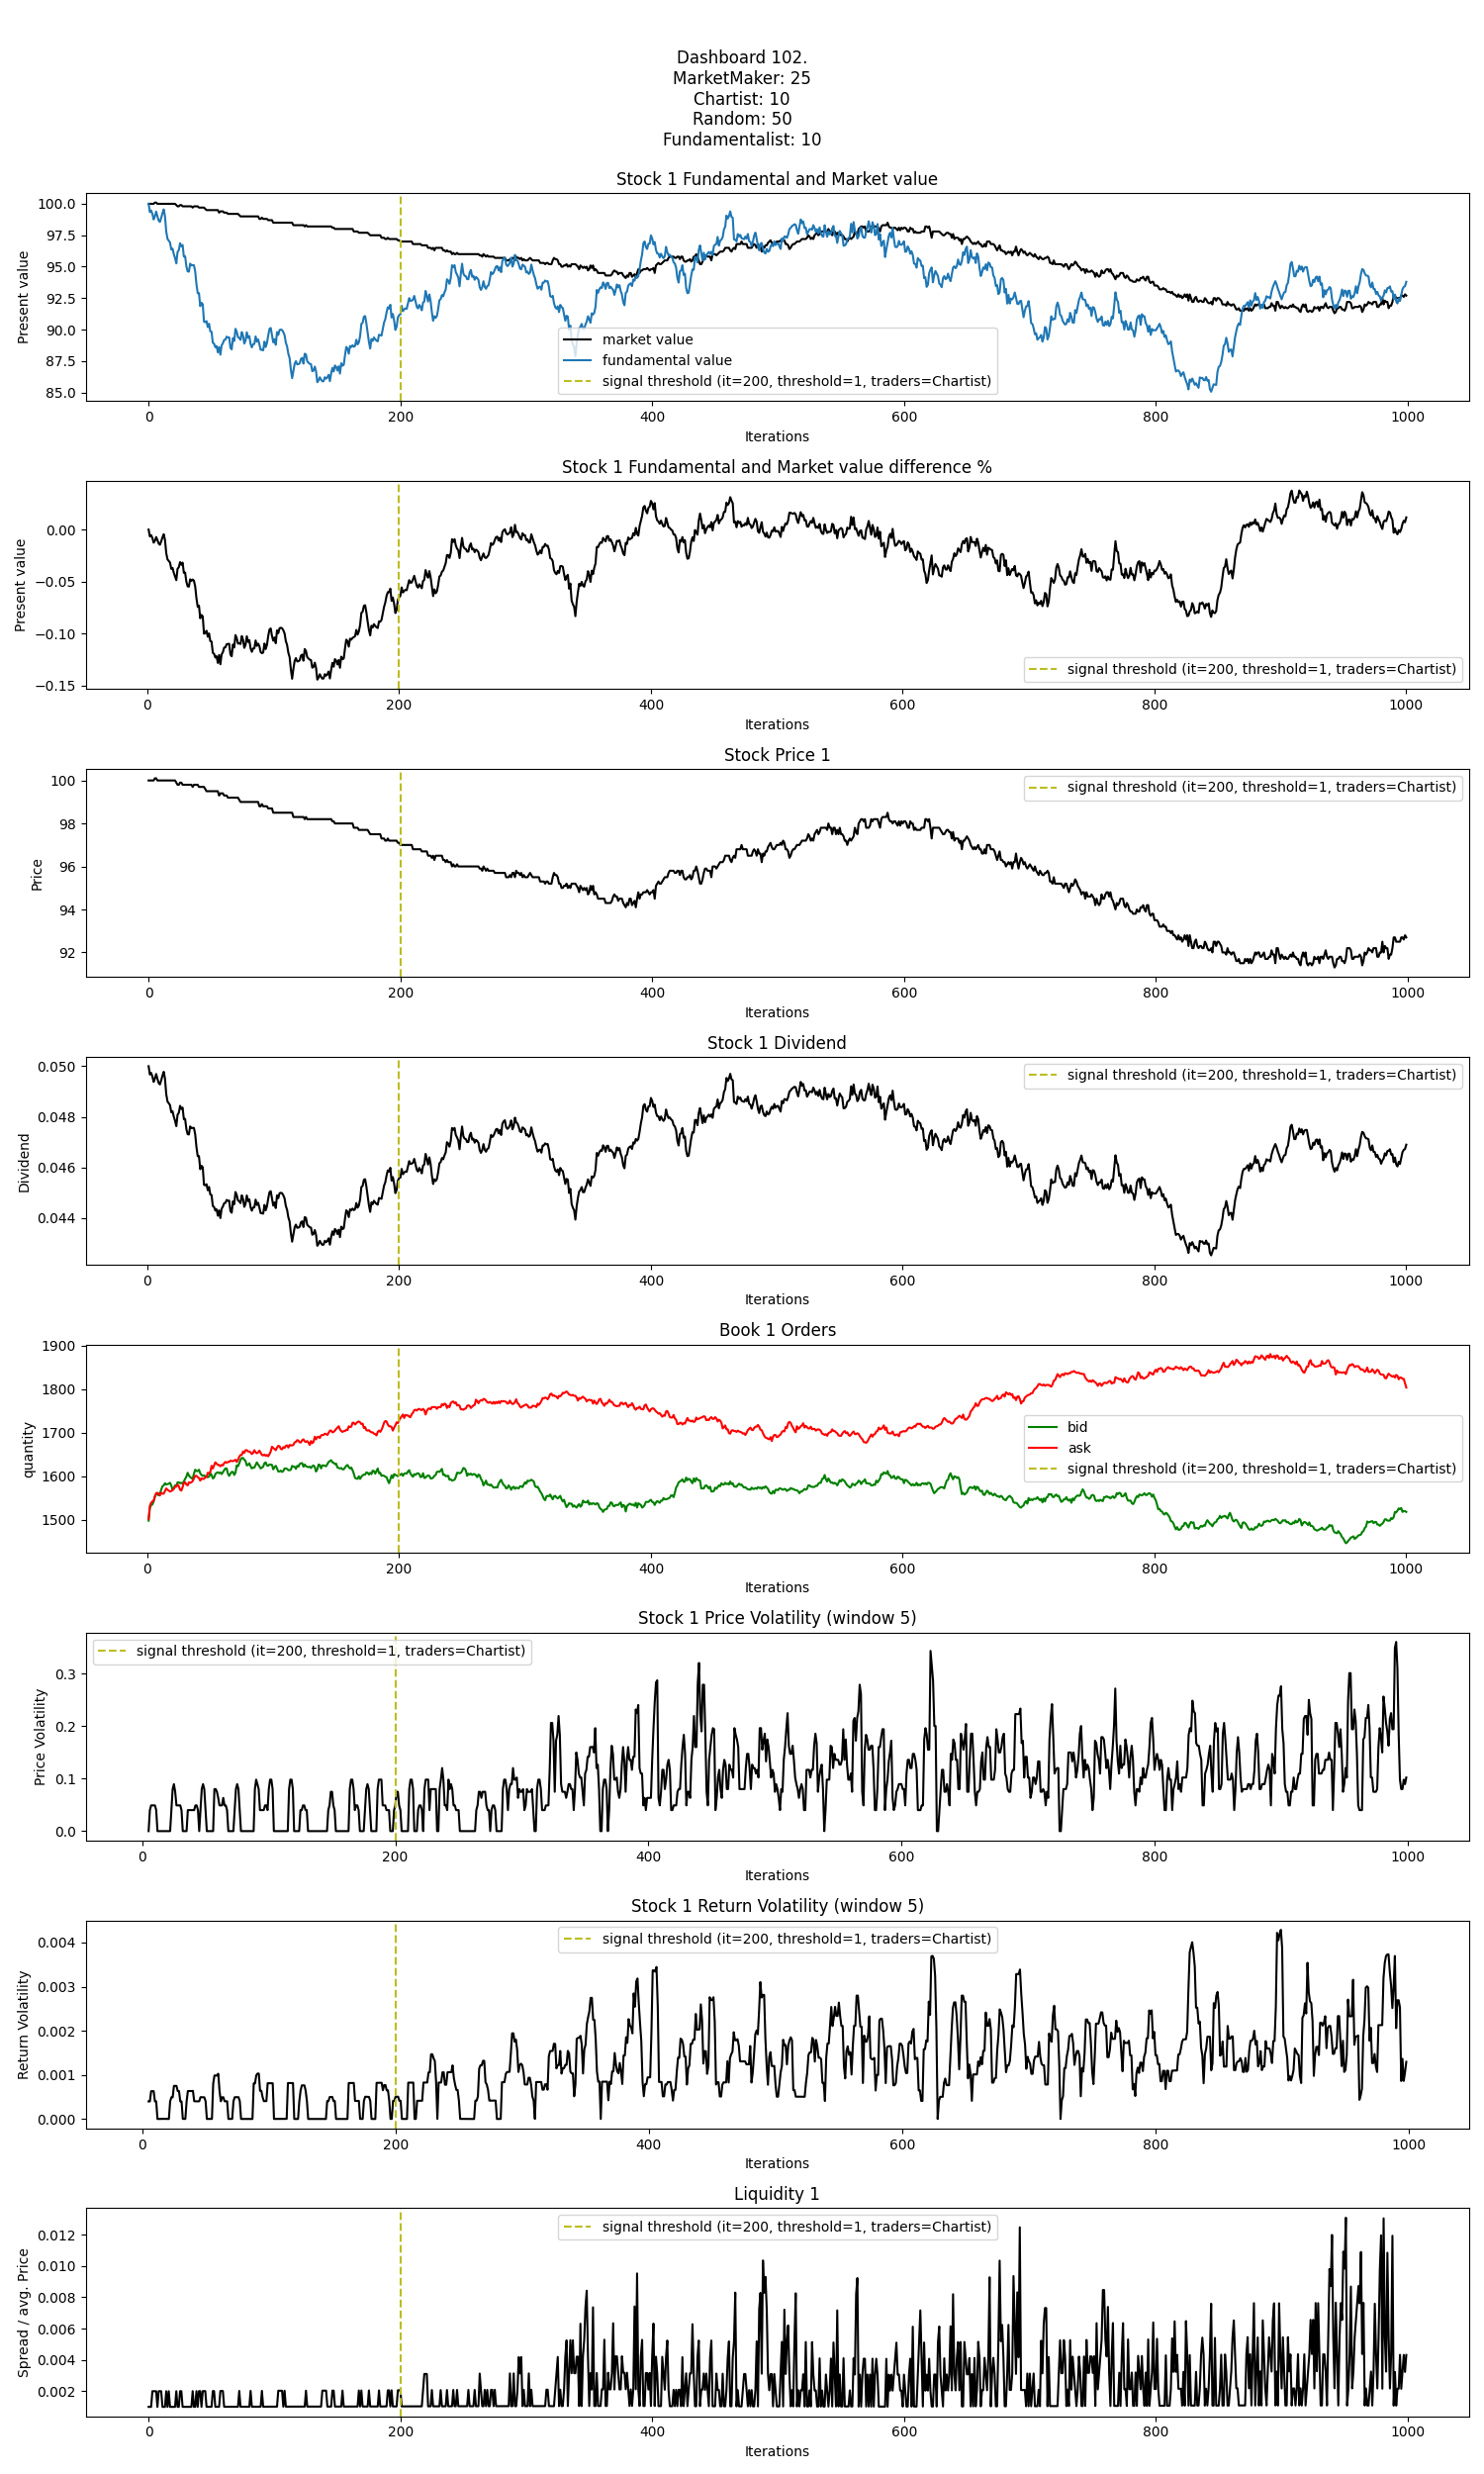 Dashboard 102.
MarketMaker: 25
Chartist: 10
Random: 50
Fundamentalist: 10
Stock 1 Fundamental and Market value
Present value
100.0
97.5
95.0
92.5
90.0
87.5
85.0
market value
fundamental value
signal threshold (it=200, threshold=1, traders=Chartist)
0 200 400 600 800 1000
Iterations
Stock 1 Fundamental and Market value difference %
Present value
0.00
−0.05
−0.10
−0.15
signal threshold (it=200, threshold=1, traders=Chartist)
0 200 400 600 800 1000
Iterations
Stock Price 1
Price
100
98
96
94
92
signal threshold (it=200, threshold=1, traders=Chartist)
0 200 400 600 800 1000
Iterations
Stock 1 Dividend
Dividend
0.050
0.048
0.046
0.044
signal threshold (it=200, threshold=1, traders=Chartist)
0 200 400 600 800 1000
Iterations
Book 1 Orders
quantity
1900
1800
1700
1600
1500
bid
ask
signal threshold (it=200, threshold=1, traders=Chartist)
0 200 400 600 800 1000
Iterations
Stock 1 Price Volatility (window 5)
Price Volatility
0.3
0.2
0.1
0.0
signal threshold (it=200, threshold=1, traders=Chartist)
0 200 400 600 800 1000
Iterations
Stock 1 Return Volatility (window 5)
Return Volatility
0.004
0.003
0.002
0.001
0.000
signal threshold (it=200, threshold=1, traders=Chartist)
0 200 400 600 800 1000
Iterations
Liquidity 1
Spread / avg. Price
0.012
0.010
0.008
0.006
0.004
0.002
signal threshold (it=200, threshold=1, traders=Chartist)
0 200 400 600 800 1000
Iterations